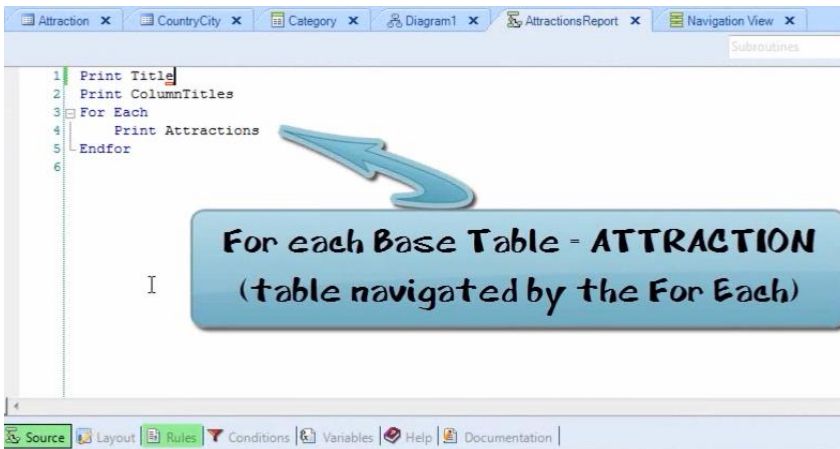 Attraction CountryCity Category Diagram1 AttractionsReport Navigation View
Subroutines
1 Print Title
2 Print ColumnTitles
3 For Each
4 Print Attractions
5 Endfor
6
For each Base Table - ATTRACTION
(table navigated by the For Each)
Source Layout Rules Conditions Variables Help Documentation